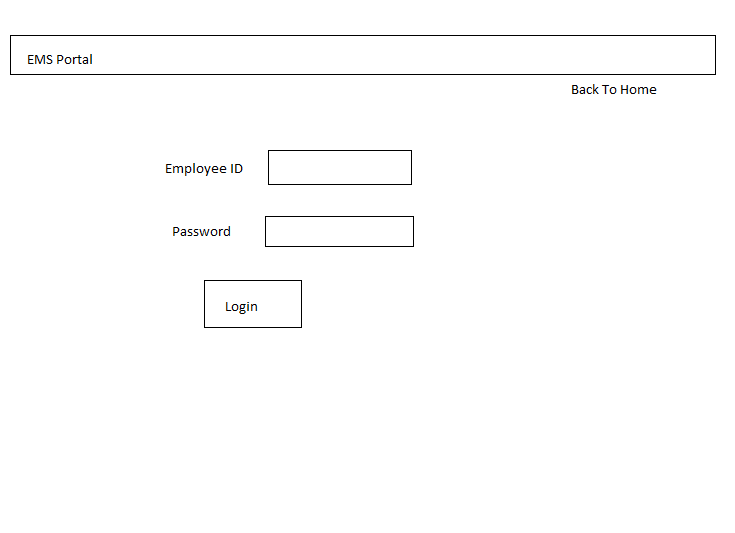 EMS Portal
Back To Home
Employee ID
Password
Login